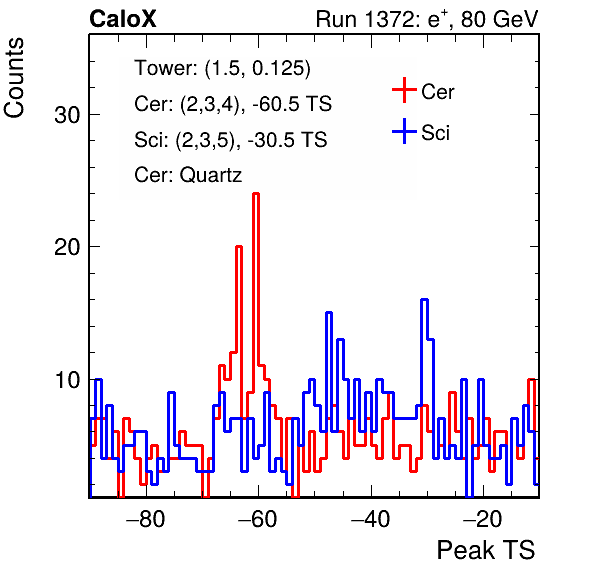 CaloX Run 1372: e⁺, 80 GeV
Counts
Tower: (1.5, 0.125)
Cer: (2,3,4), -60.5 TS
Sci: (2,3,5), -30.5 TS
Cer: Quartz
Cer
Sci
30
20
10
−80 −60 −40 −20
Peak TS